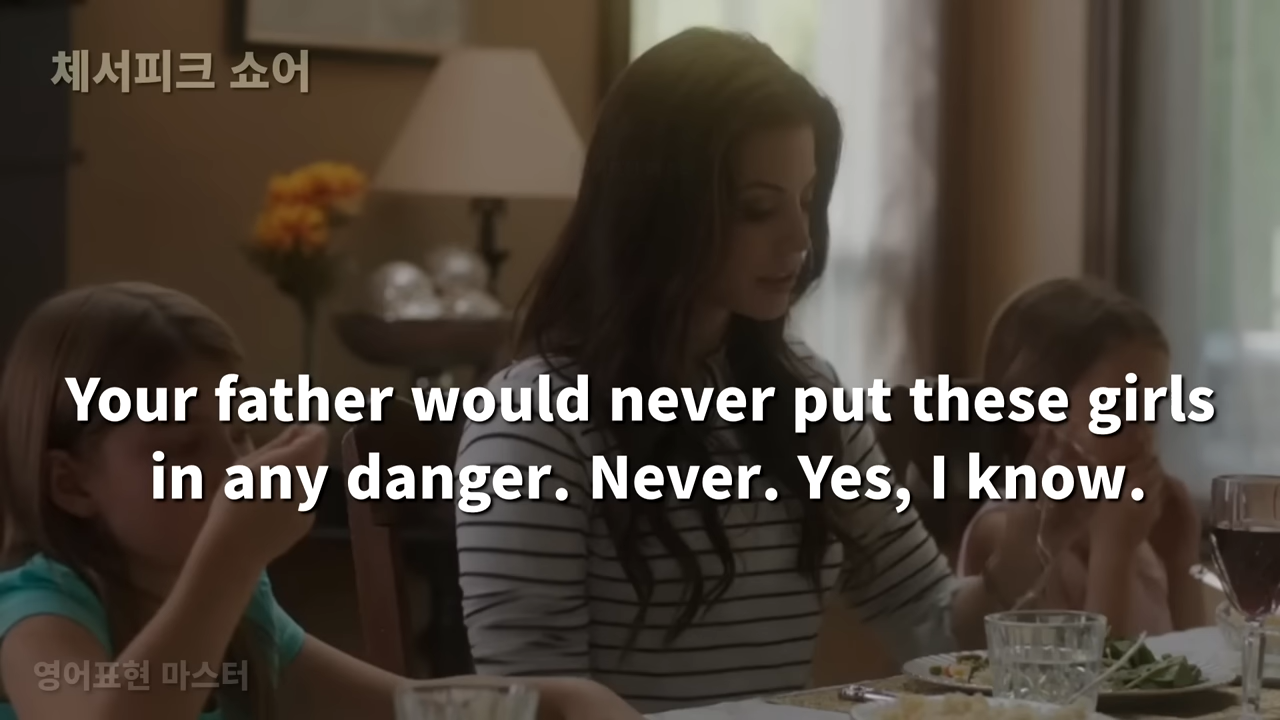 체서피크 쇼어
Your father would never put these girls
in any danger. Never. Yes, I know.
영어표현 마스터